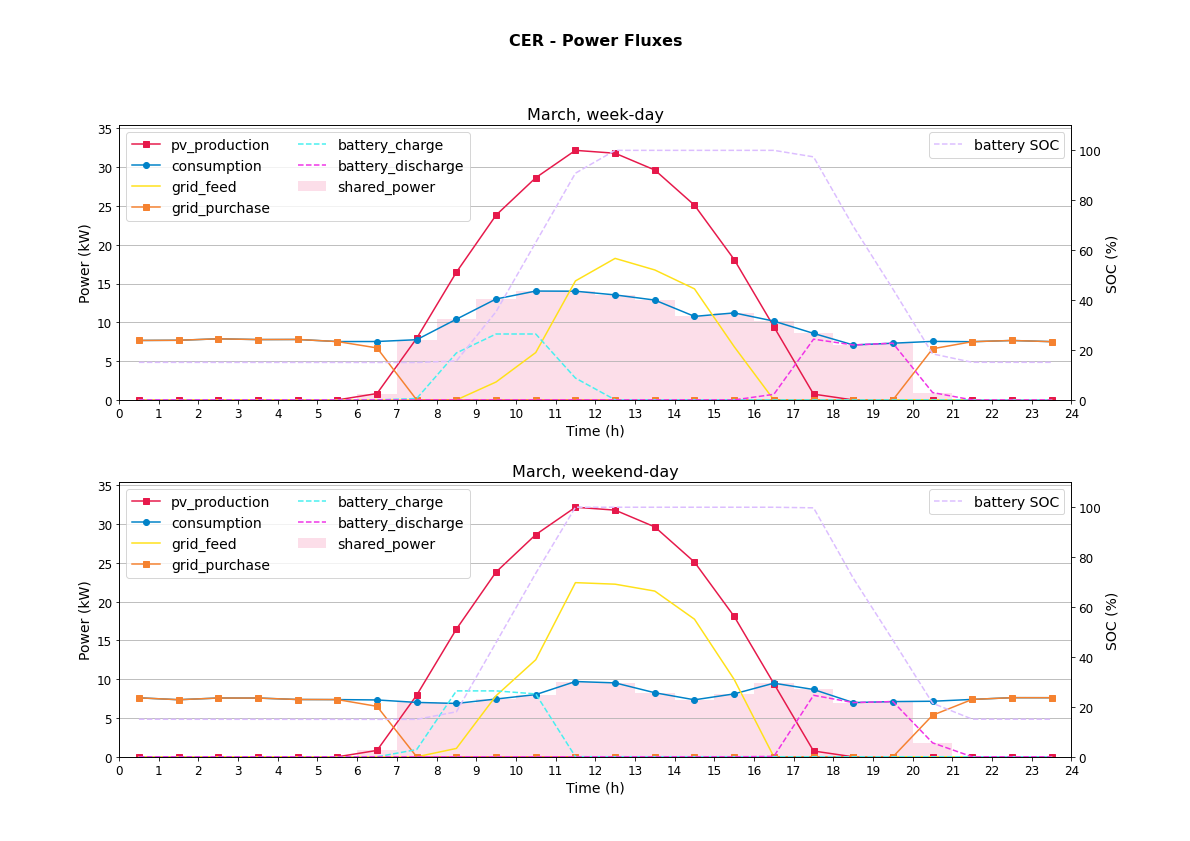 CER - Power Fluxes
March, week-day
pv_production
consumption
grid_feed
grid_purchase
battery_charge
battery_discharge
shared_power
battery SOC
Power (kW)
35
30
25
20
15
10
5
0
SOC (%)
100
80
60
40
20
0
0 1 2 3 4 5 6 7 8 9 10 11 12 13 14 15 16 17 18 19 20 21 22 23 24
Time (h)
March, weekend-day
pv_production
consumption
grid_feed
grid_purchase
battery_charge
battery_discharge
shared_power
battery SOC
Power (kW)
35
30
25
20
15
10
5
0
SOC (%)
100
80
60
40
20
0
0 1 2 3 4 5 6 7 8 9 10 11 12 13 14 15 16 17 18 19 20 21 22 23 24
Time (h)